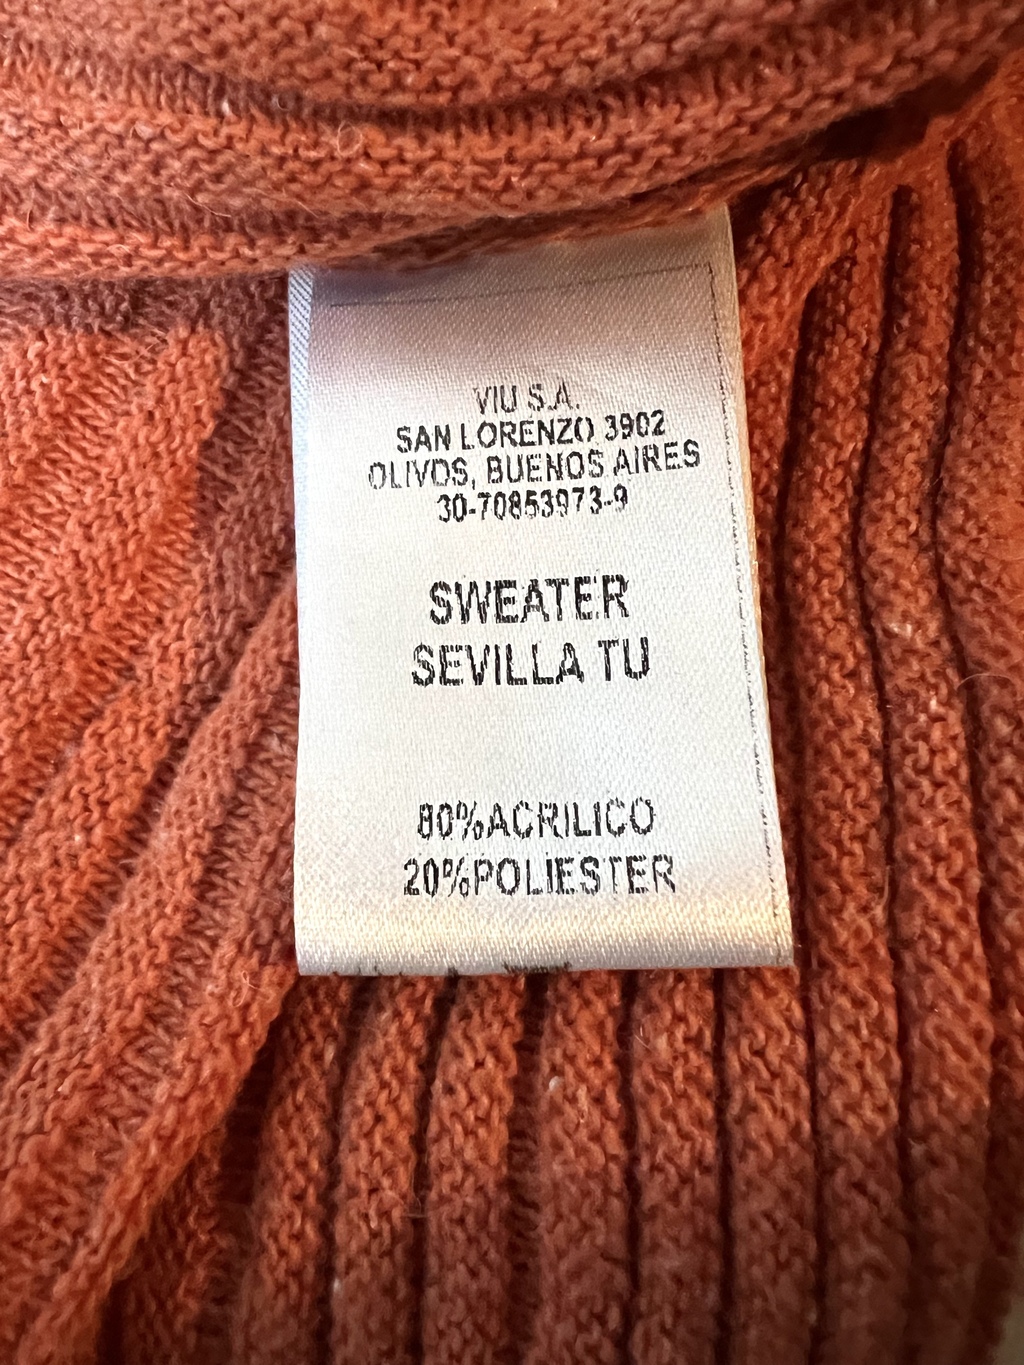 VIU S.A.
SAN LORENZO 3902
OLIVOS, BUENOS AIRES
30-70853973-9
SWEATER
SEVILLA TU
80%ACRILICO
20%POLIESTER